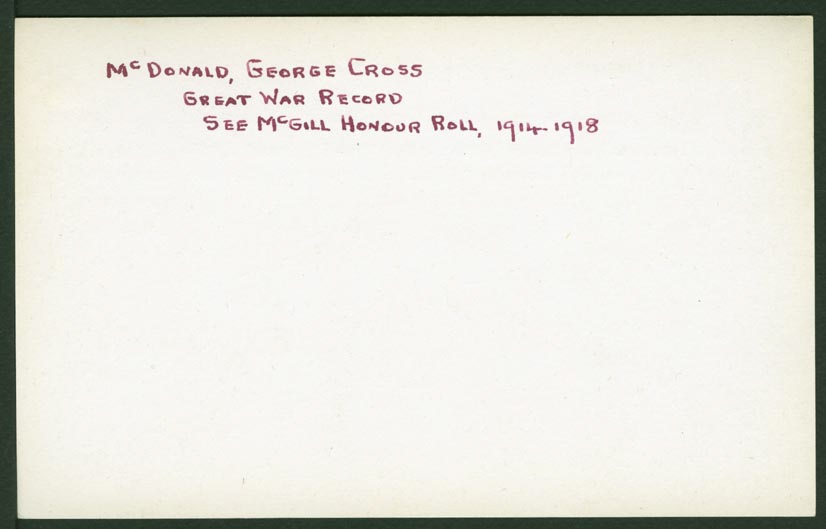 McDONALD, GEORGE CROSS
GREAT WAR RECORD
SEE McGILL HONOUR ROLL, 1914-1918